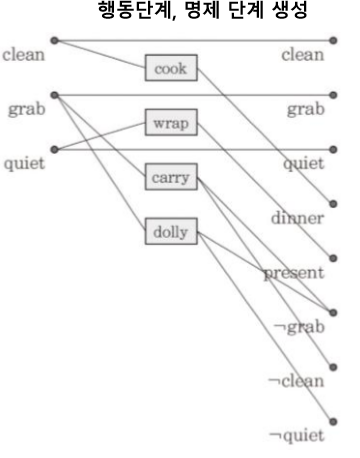 행동단계, 명제 단계 생성
clean
clean
cook
grab
grab
wrap
quiet
quiet
carry
dinner
dolly
present
¬grab
¬clean
¬quiet